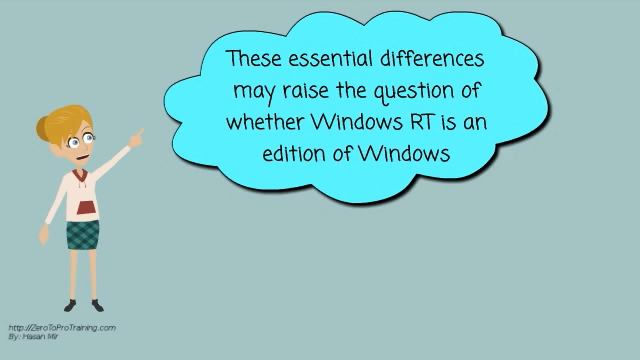 These essential differences
may raise the question of
whether Windows RT is an
edition of Windows
http://ZeroToProTraining.com
By: Hasan Mir